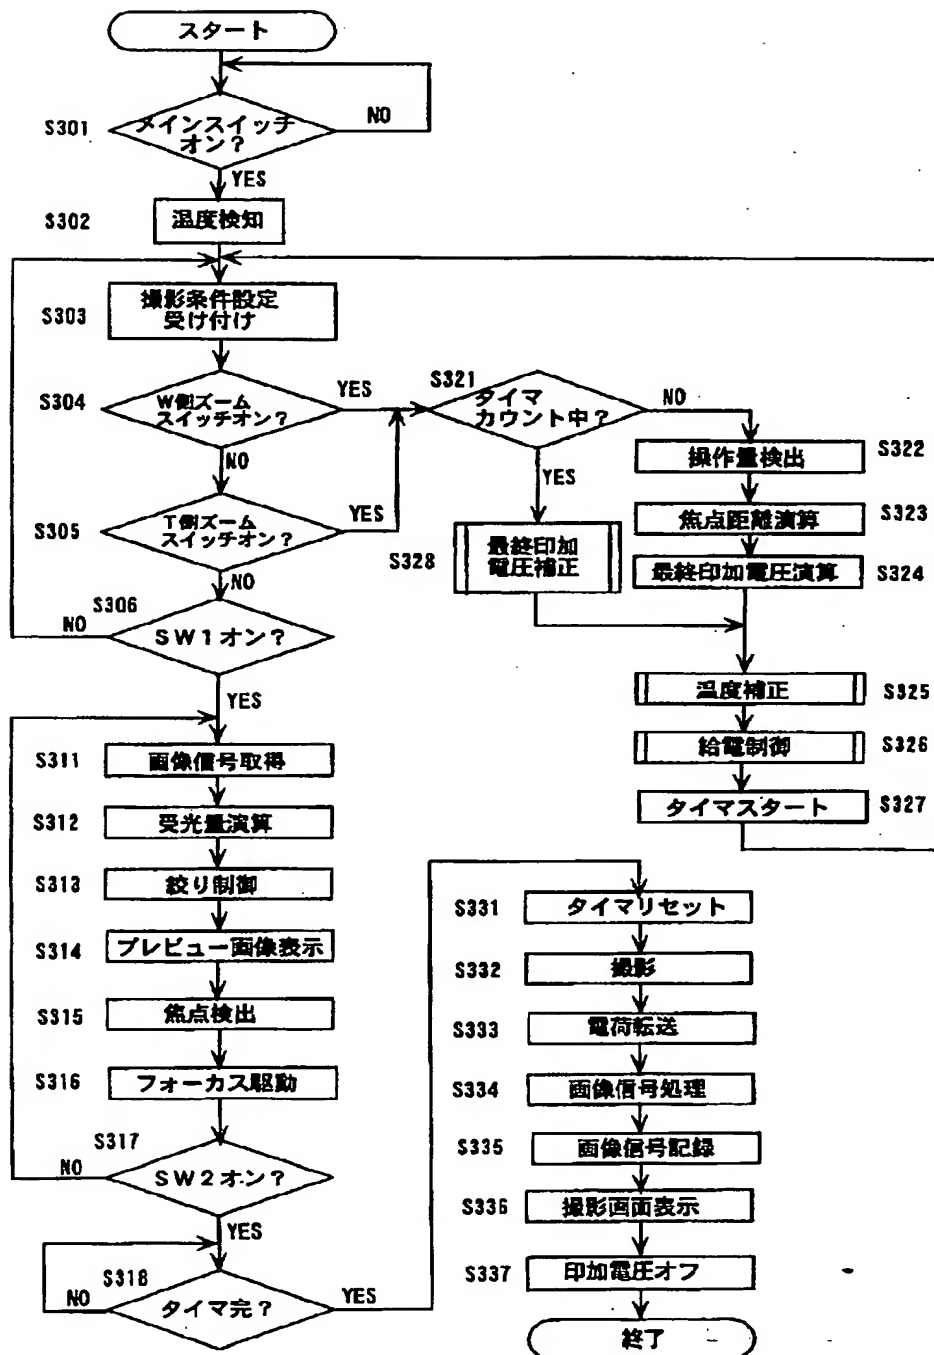 スタート
S301
メインスイッチ
オン？
NO
YES
S302
温度検知
S303
撮影条件設定
受け付け
S304
W側ズーム
スイッチオン？
YES
NO
S305
T側ズーム
スイッチオン？
YES
NO
S306
SW1オン？
NO
YES
S321
タイマ
カウント中？
NO
YES
S322
操作量検出
S323
焦点距離演算
S324
最終印加電圧演算
S328
最終印加
電圧補正
S325
温度補正
S326
給電制御
S327
タイマスタート
S311
画像信号取得
S312
受光量演算
S313
絞り制御
S314
プレビュー画像表示
S315
焦点検出
S316
フォーカス駆動
S317
SW2オン？
NO
YES
S318
タイマ完？
NO
YES
S331
タイマリセット
S332
撮影
S333
電荷転送
S334
画像信号処理
S335
画像信号記録
S336
撮影画面表示
S337
印加電圧オフ
終了